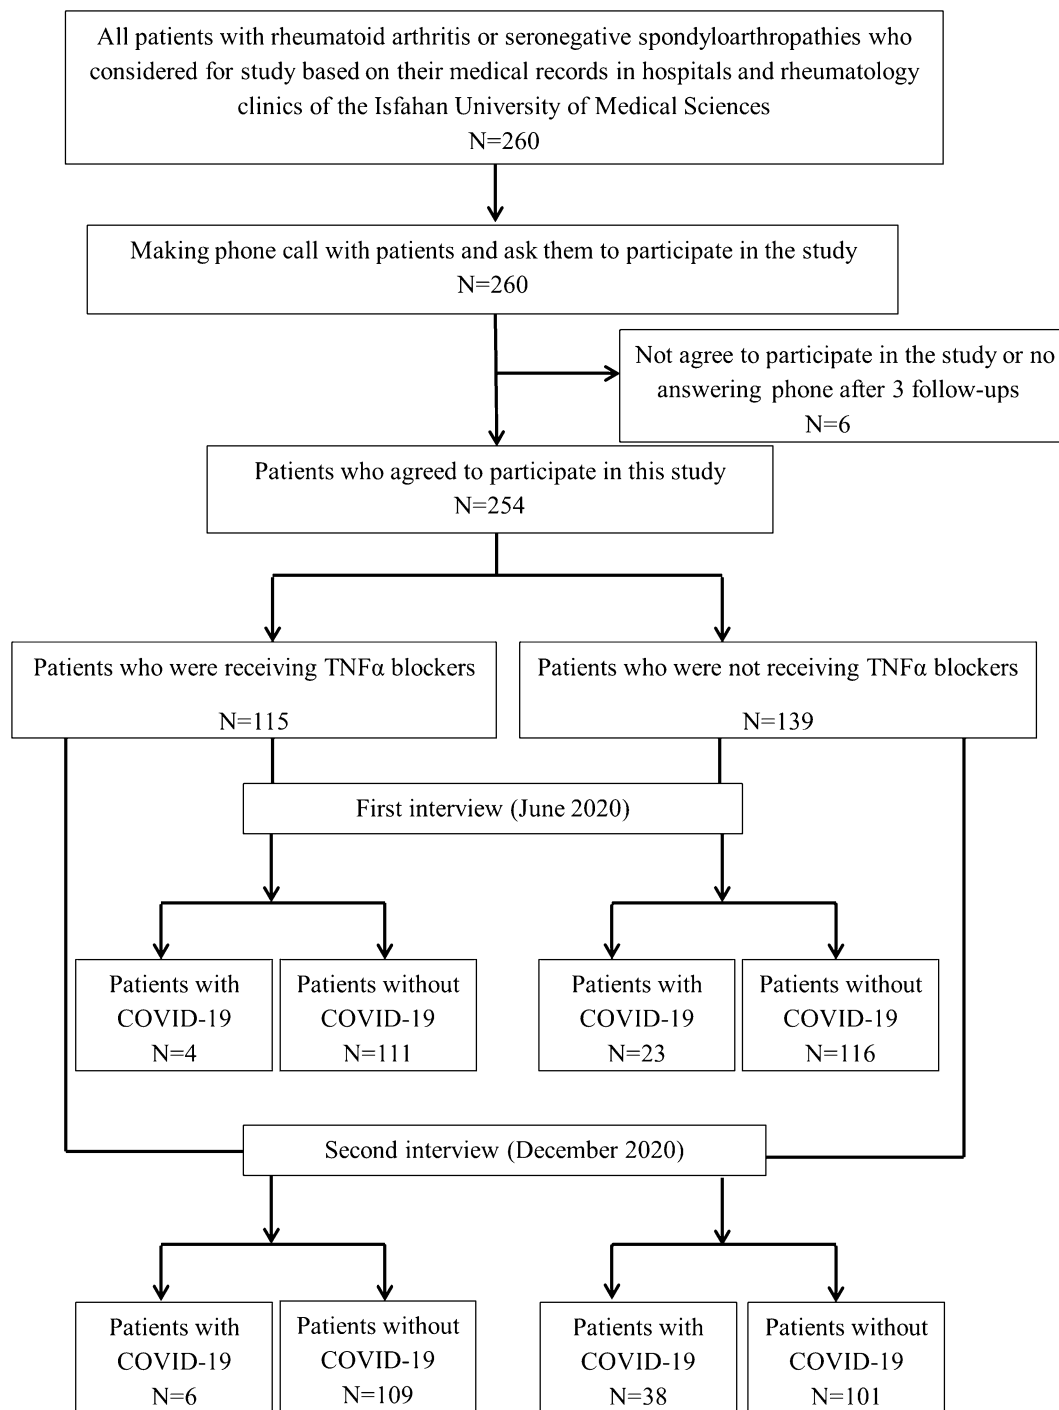 All patients with rheumatoid arthritis or seronegative spondyloarthropathies who
considered for study based on their medical records in hospitals and rheumatology
clinics of the Isfahan University of Medical Sciences
N=260
Making phone call with patients and ask them to participate in the study
N=260
Not agree to participate in the study or no
answering phone after 3 follow-ups
N=6
Patients who agreed to participate in this study
N=254
Patients who were receiving TNFα blockers
N=115
Patients who were not receiving TNFα blockers
N=139
First interview (June 2020)
Patients with
COVID-19
N=4
Patients without
COVID-19
N=111
Patients with
COVID-19
N=23
Patients without
COVID-19
N=116
Second interview (December 2020)
Patients with
COVID-19
N=6
Patients without
COVID-19
N=109
Patients with
COVID-19
N=38
Patients without
COVID-19
N=101